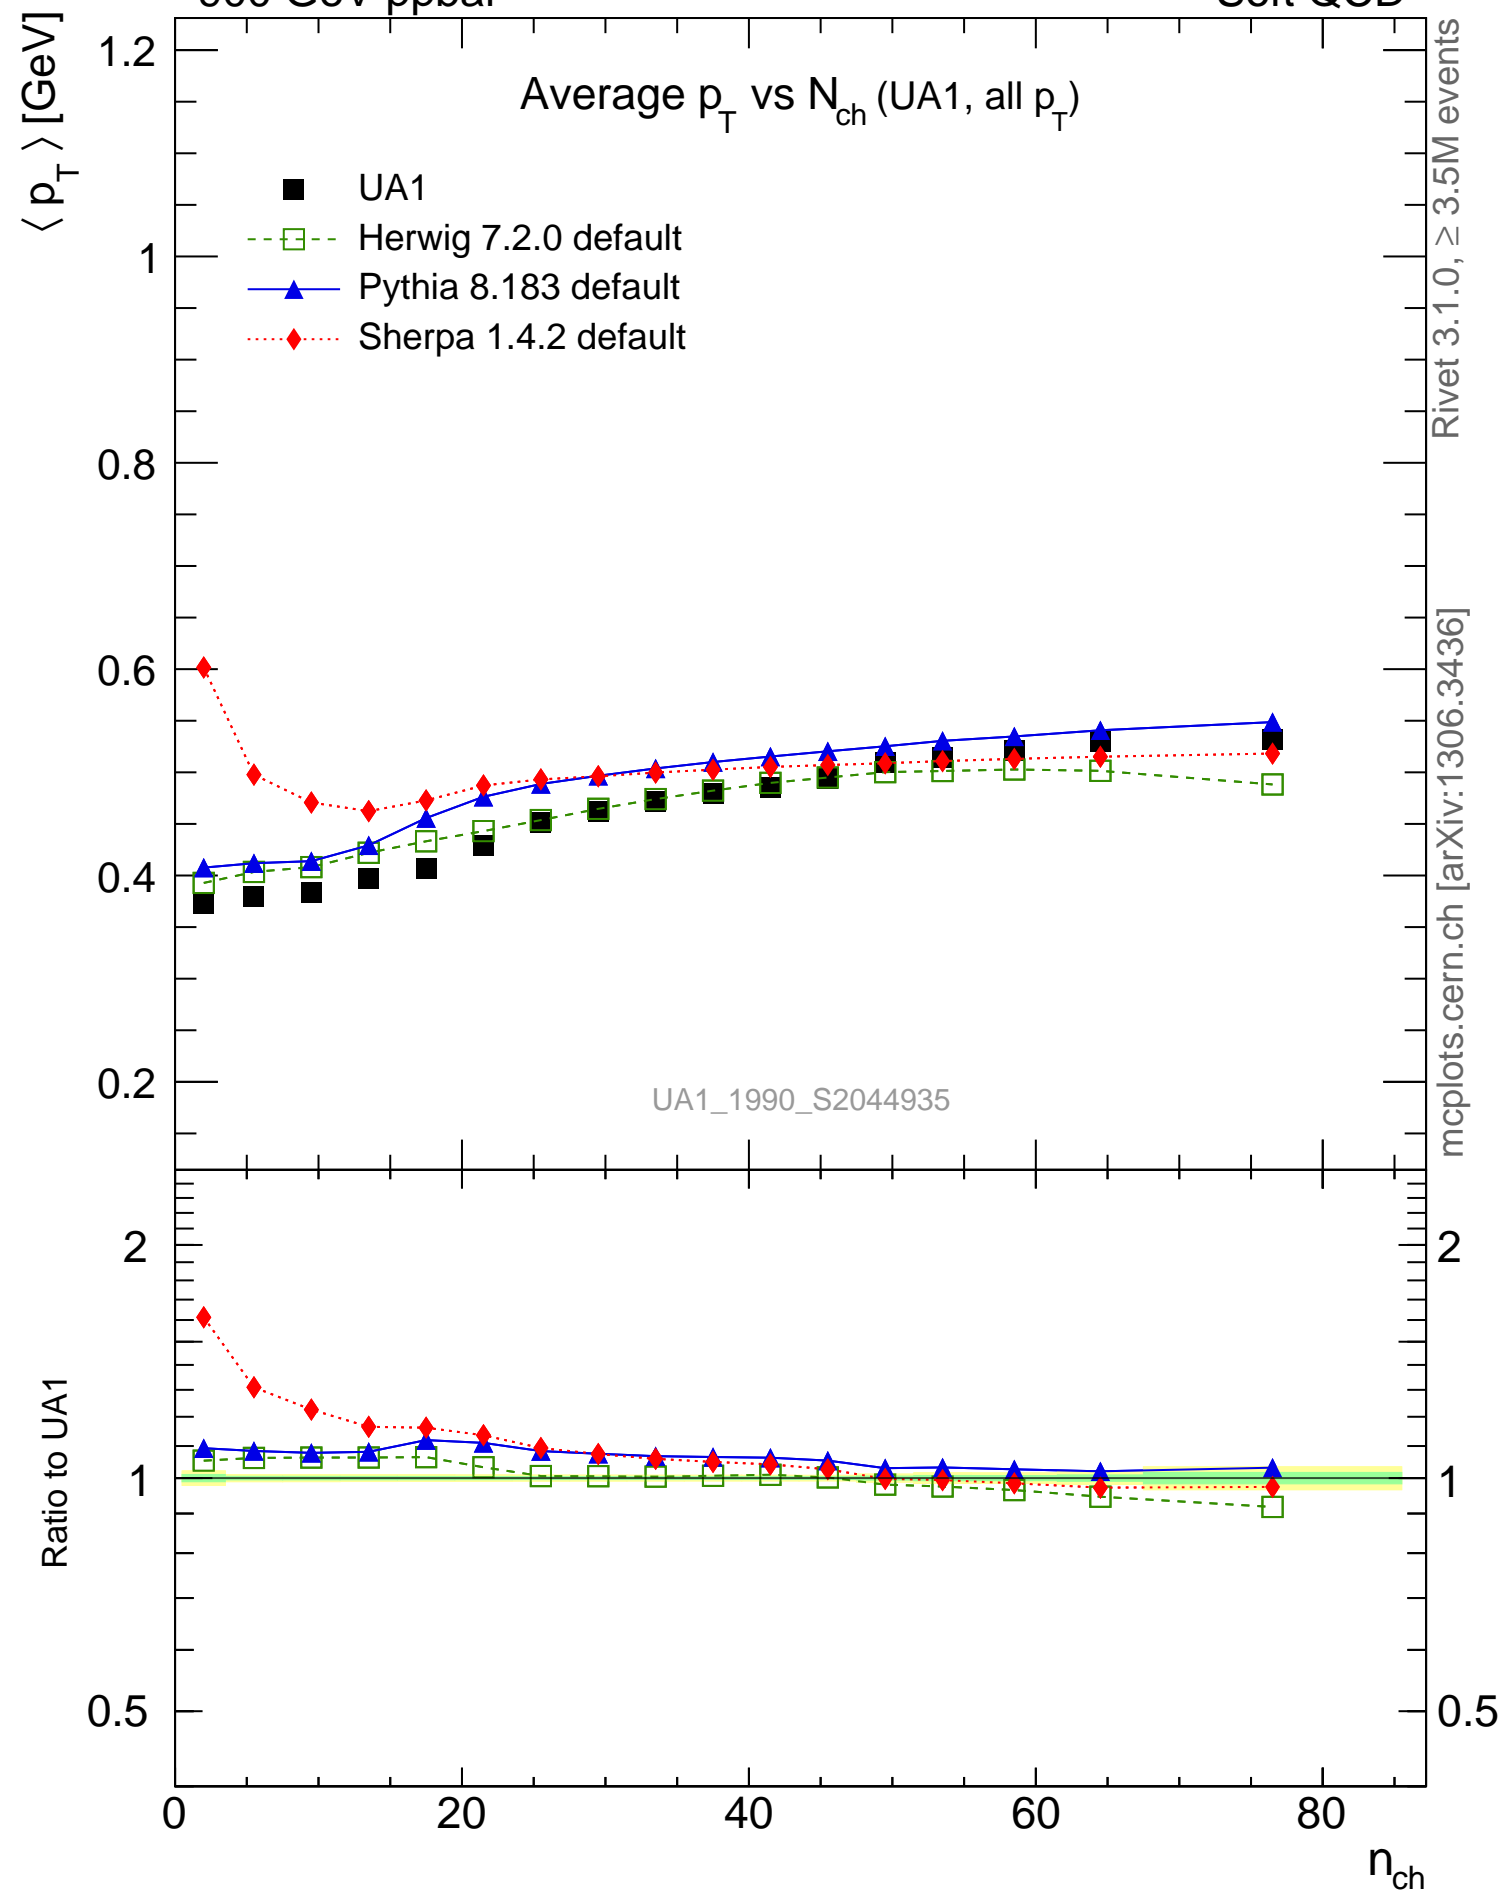 ⟨ p_T ⟩ [GeV]
Average p_T vs N_ch (UA1, all p_T)
UA1
Herwig 7.2.0 default
Pythia 8.183 default
Sherpa 1.4.2 default
1.2
1
0.8
0.6
0.4
0.2
UA1_1990_S2044935
Rivet 3.1.0, ≥ 3.5M events
mcplots.cern.ch [arXiv:1306.3436]
Ratio to UA1
2
1
0.5
2
1
0.5
0 20 40 60 80
n_ch